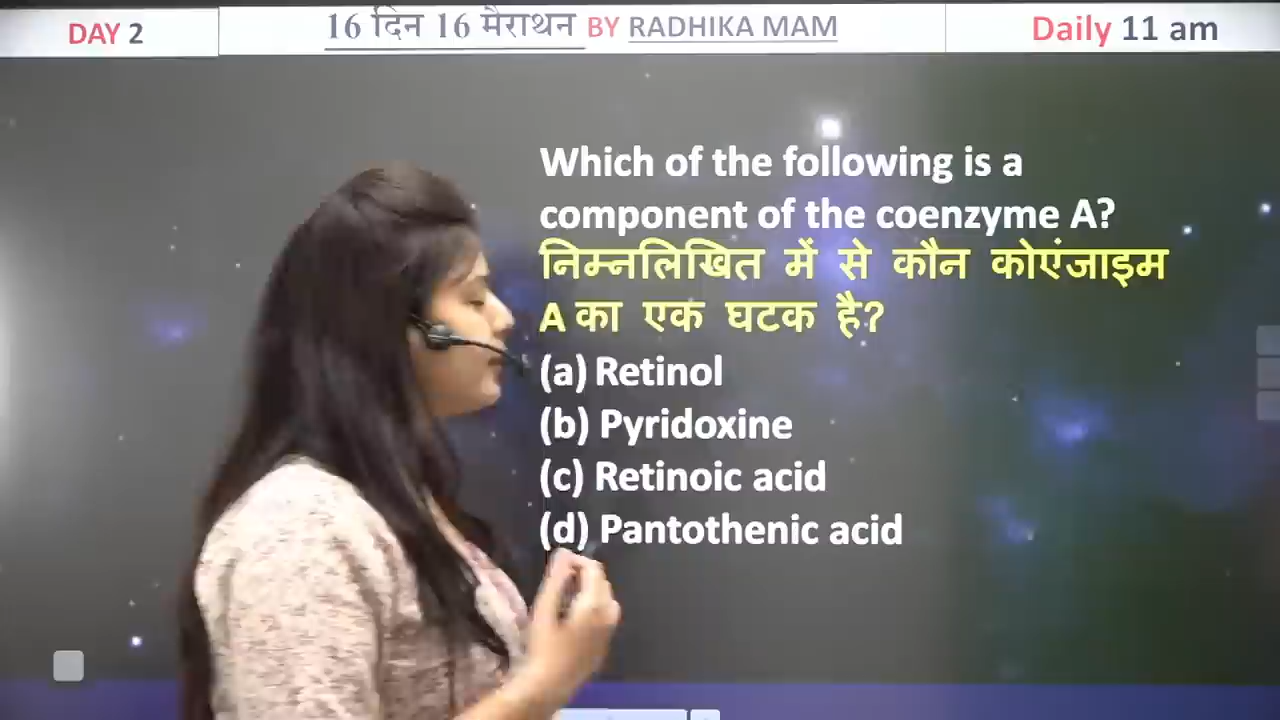 DAY 2
16 दिन 16 मैराथन BY RADHIKA MAM
Daily 11 am
Which of the following is a
component of the coenzyme A?
निम्नलिखित में से कौन कोएंजाइम
A का एक घटक है?
(a) Retinol
(b) Pyridoxine
(c) Retinoic acid
(d) Pantothenic acid